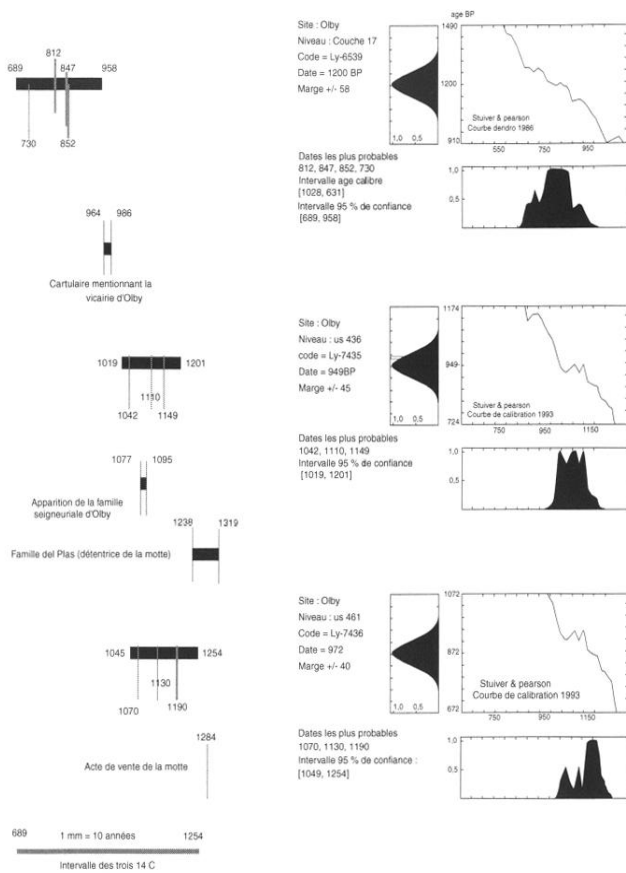 812
689 847 958
730 852
964 986
Cartulaire mentionnant la
vicairie d'Olby
1019 1201
1110
1042 1149
1077 1095
Apparition de la famille
seigneuriale d'Olby
1238 1319
Famille del Plas (détentrice de la motte)
1045 1254
1130
1070 1190
1284
Acte de vente de la motte
689 1 mm = 10 années 1254
Intervalle des trois 14 C
Site : Olby
Niveau : Couche 17
Code = Ly-6539
Date = 1200 BP
Marge +/- 58
1,0 0,5
age BP
1490
1200
910
Stuiver & pearson
Courbe dendro 1986
550 750 950
Dates les plus probables
812, 847, 852, 730
Intervalle age calibre
[1028, 631]
Intervalle 95 % de confiance
[689, 958]
1,0
0,5
Site : Olby
Niveau : us 436
code = Ly-7435
Date = 949BP
Marge +/- 45
1,0 0,5
1174
949
724
Stuiver & pearson
Courbe de calibration 1993
750 950 1150
Dates les plus probables
1042, 1110, 1149
Intervalle 95 % de confiance
[1019, 1201]
1,0
0,5
Site : Olby
Niveau : us 461
Code = Ly-7436
Date = 972
Marge +/- 40
1,0 0,5
1072
872
672
Stuiver & pearson
Courbe de calibration 1993
750 950 1150
Dates les plus probables
1070, 1130, 1190
Intervalle 95 % de confiance :
[1049, 1254]
1,0
0,5